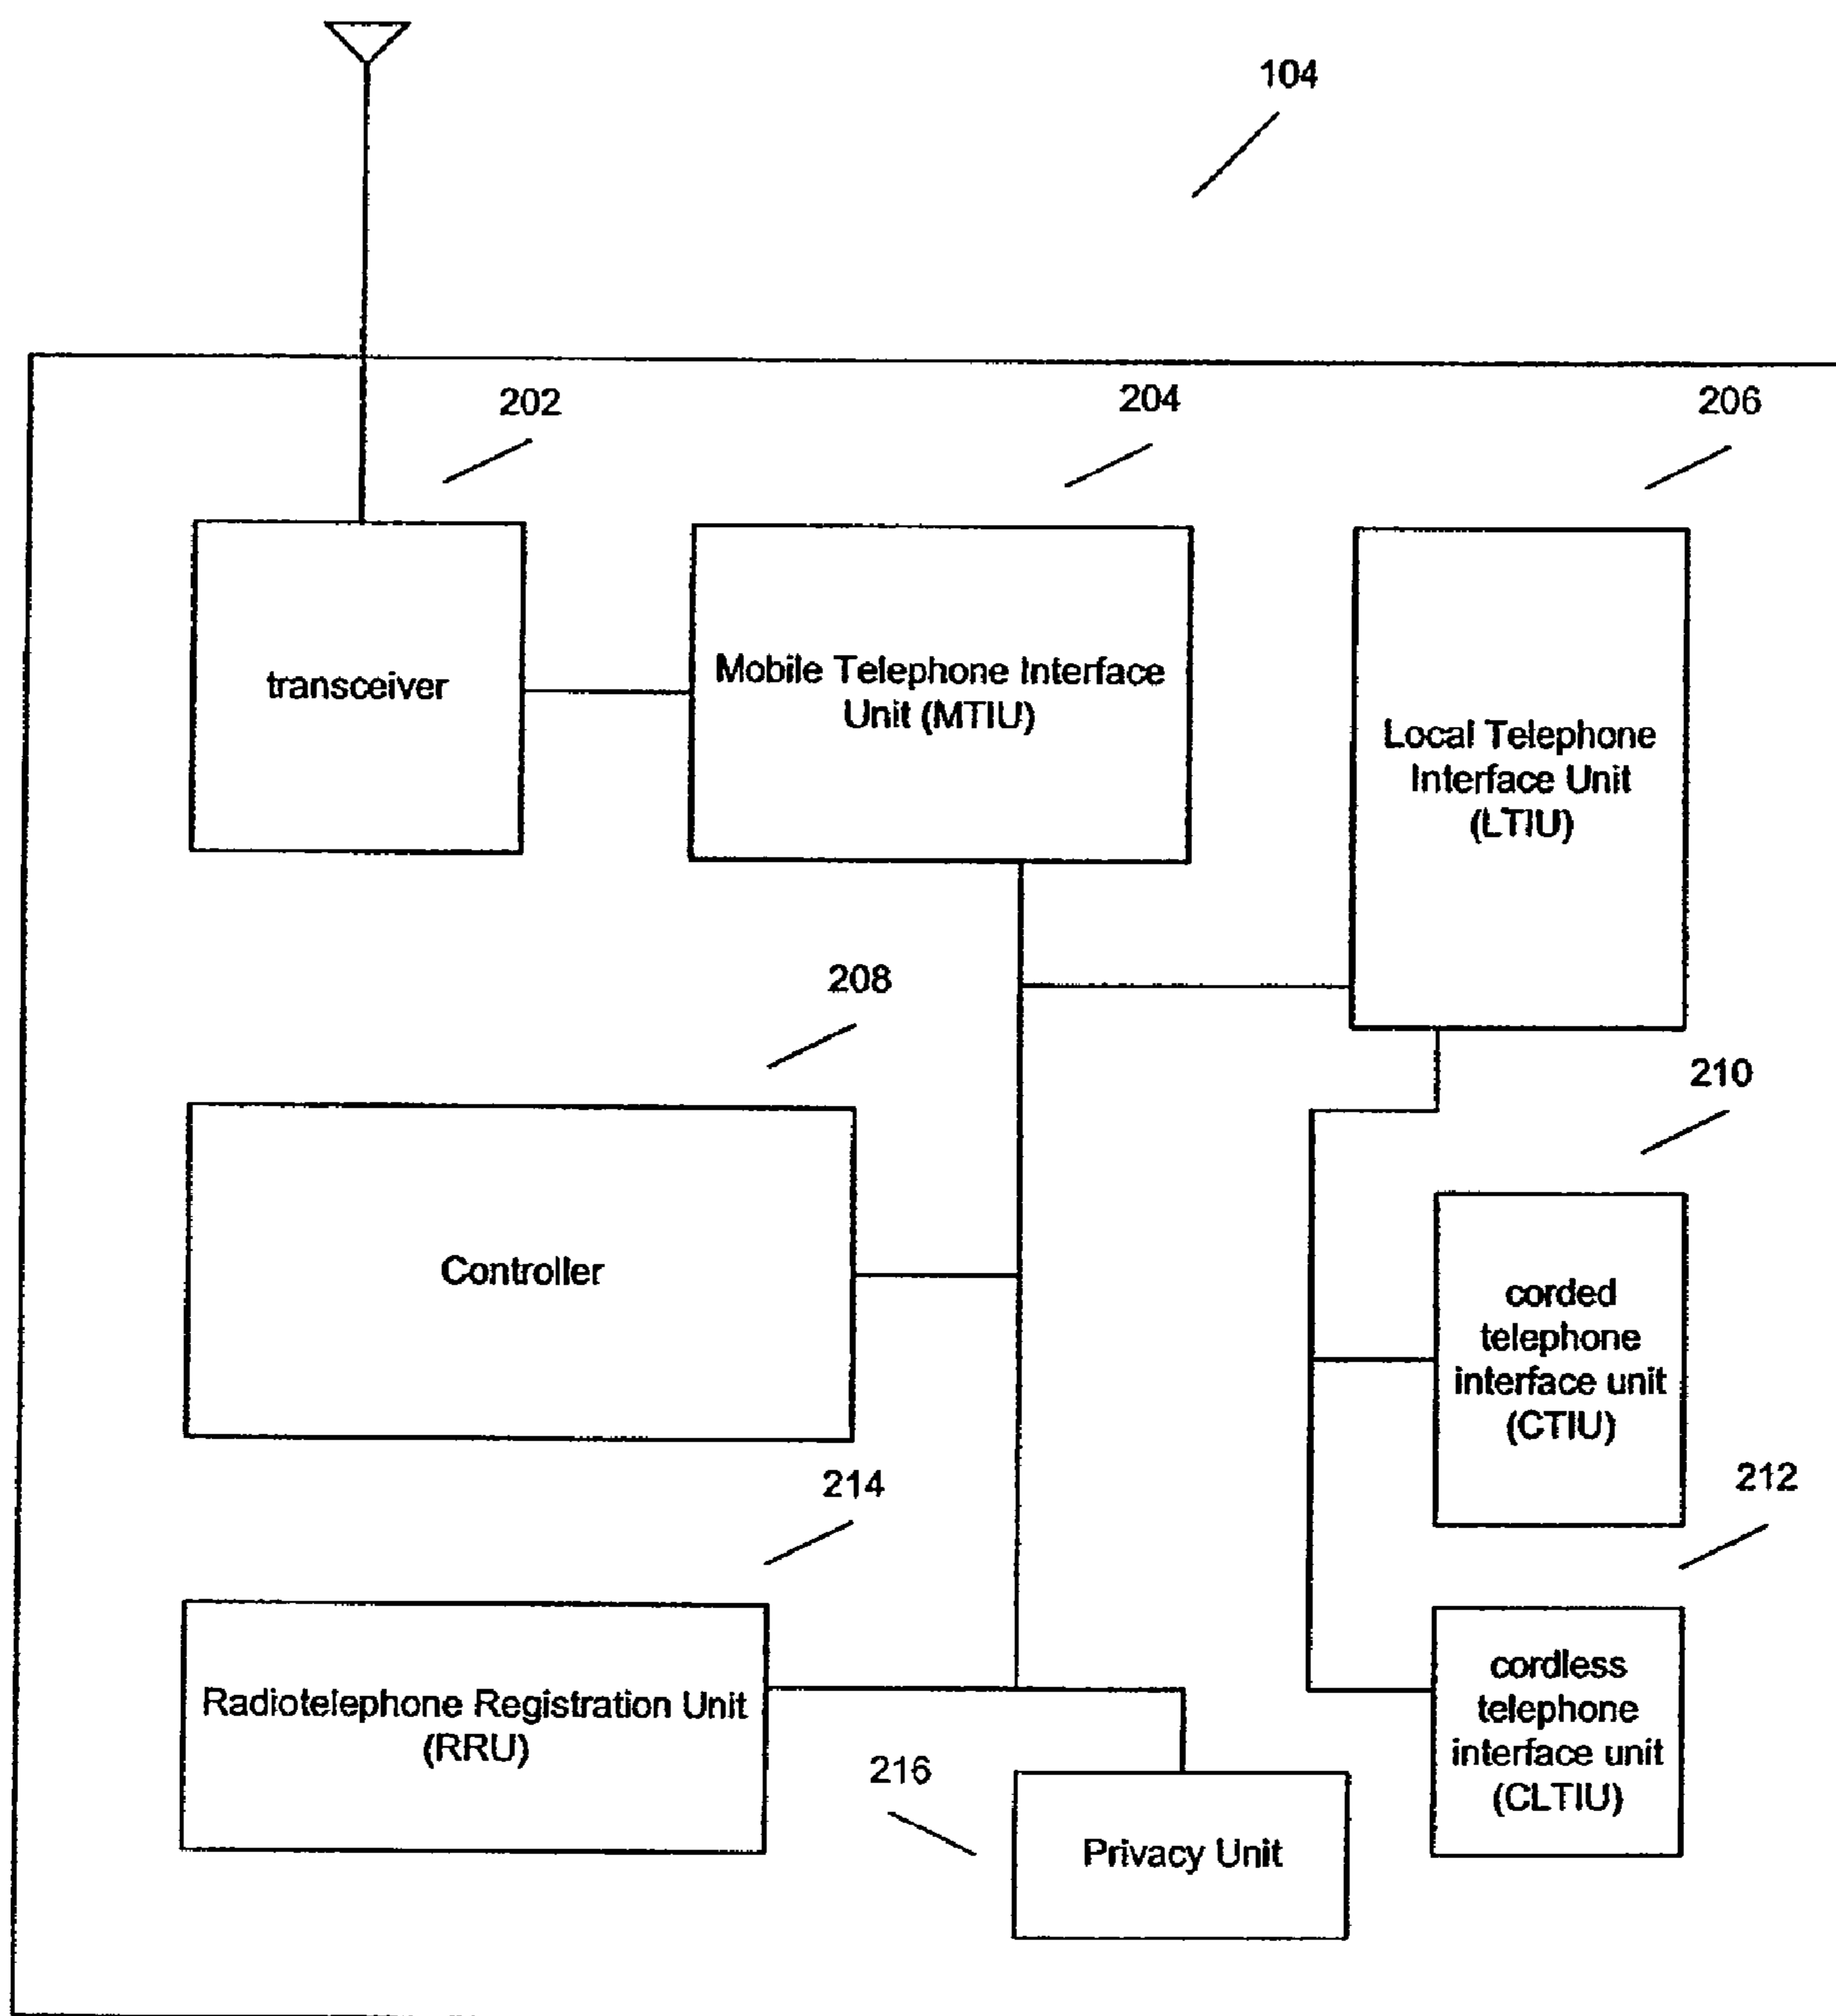 104
202
204
206
transceiver
Mobile Telephone Interface
Unit (MTIU)
Local Telephone
Interface Unit
(LTIU)
208
210
Controller
corded
telephone
interface unit
(CTIU)
214
212
Radiotelephone Registration Unit
(RRU)
cordless
telephone
interface unit
(CLTIU)
216
Privacy Unit